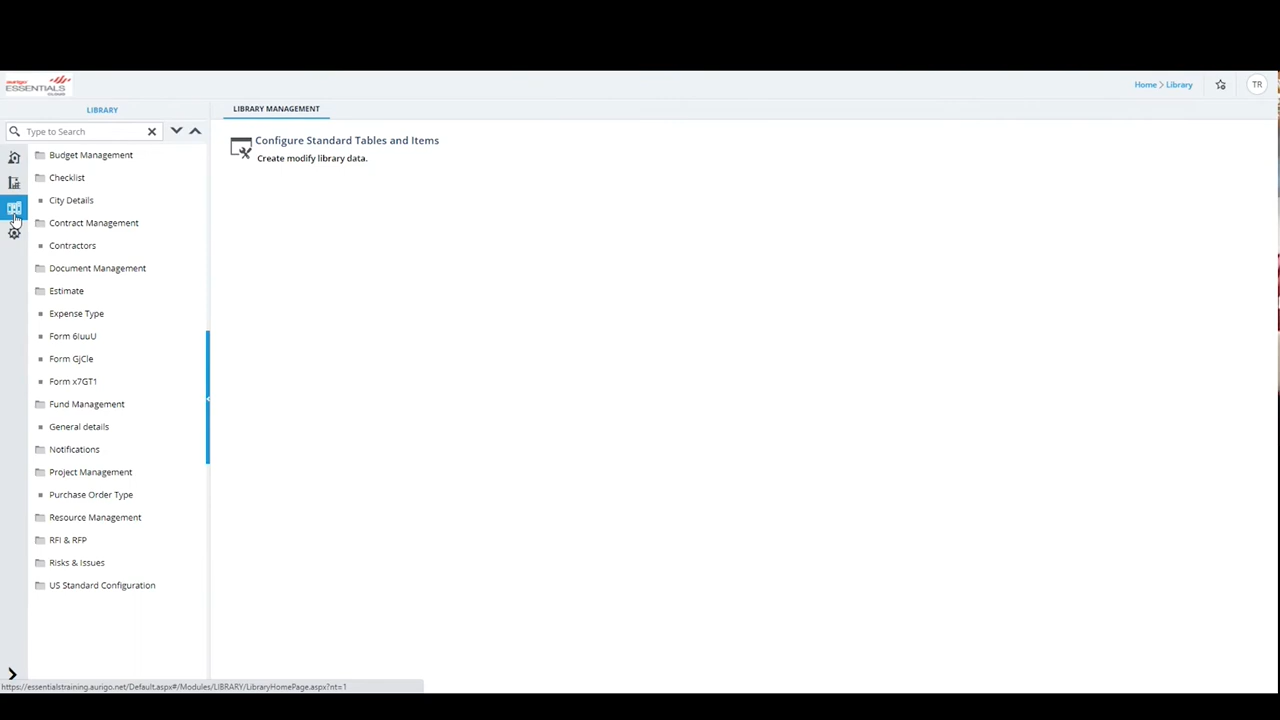 aurigo
ESSENTIALS
CLOUD
Home > Library
TR
LIBRARY
LIBRARY MANAGEMENT
Type to Search
Configure Standard Tables and Items
Create modify library data.
Budget Management
Checklist
City Details
Contract Management
Contractors
Document Management
Estimate
Expense Type
Form 6IuuU
Form GjCle
Form x7GT1
Fund Management
General details
Notifications
Project Management
Purchase Order Type
Resource Management
RFI & RFP
Risks & Issues
US Standard Configuration
https://essentialstraining.aurigo.net/Default.aspx#/Modules/LIBRARY/LibraryHomePage.aspx?nt=1